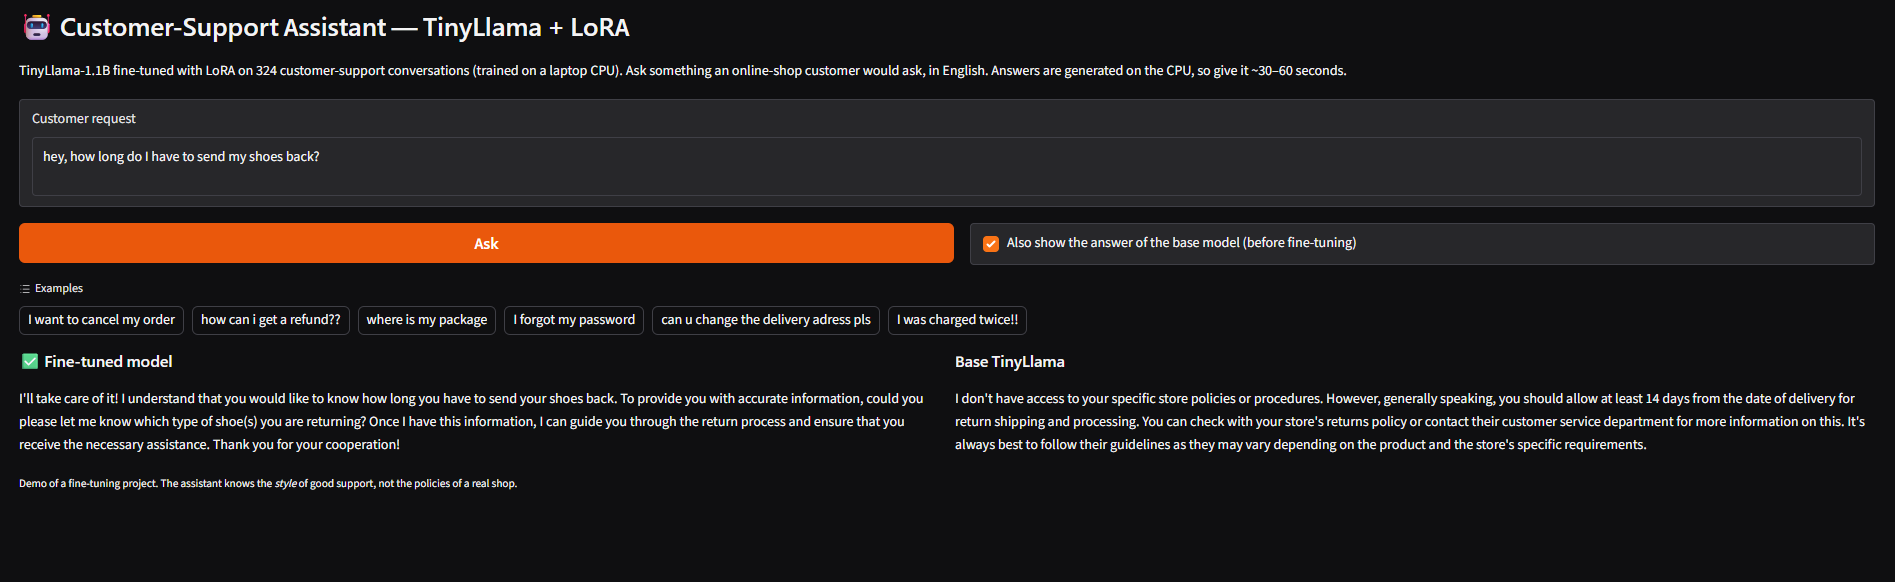 Customer-Support Assistant — TinyLlama + LoRA
TinyLlama-1.1B fine-tuned with LoRA on 324 customer-support conversations (trained on a laptop CPU). Ask something an online-shop customer would ask, in English. Answers are generated on the CPU, so give it ~30–60 seconds.
Customer request
hey, how long do I have to send my shoes back?
Ask
Also show the answer of the base model (before fine-tuning)
Examples
I want to cancel my order
how can i get a refund??
where is my package
I forgot my password
can u change the delivery adress pls
I was charged twice!!
Fine-tuned model
I'll take care of it! I understand that you would like to know how long you have to send your shoes back. To provide you with accurate information, could you
please let me know which type of shoe(s) you are returning? Once I have this information, I can guide you through the return process and ensure that you
receive the necessary assistance. Thank you for your cooperation!
Base TinyLlama
I don't have access to your specific store policies or procedures. However, generally speaking, you should allow at least 14 days from the date of delivery for
return shipping and processing. You can check with your store's returns policy or contact their customer service department for more information on this. It's
always best to follow their guidelines as they may vary depending on the product and the store's specific requirements.
Demo of a fine-tuning project. The assistant knows the style of good support, not the policies of a real shop.